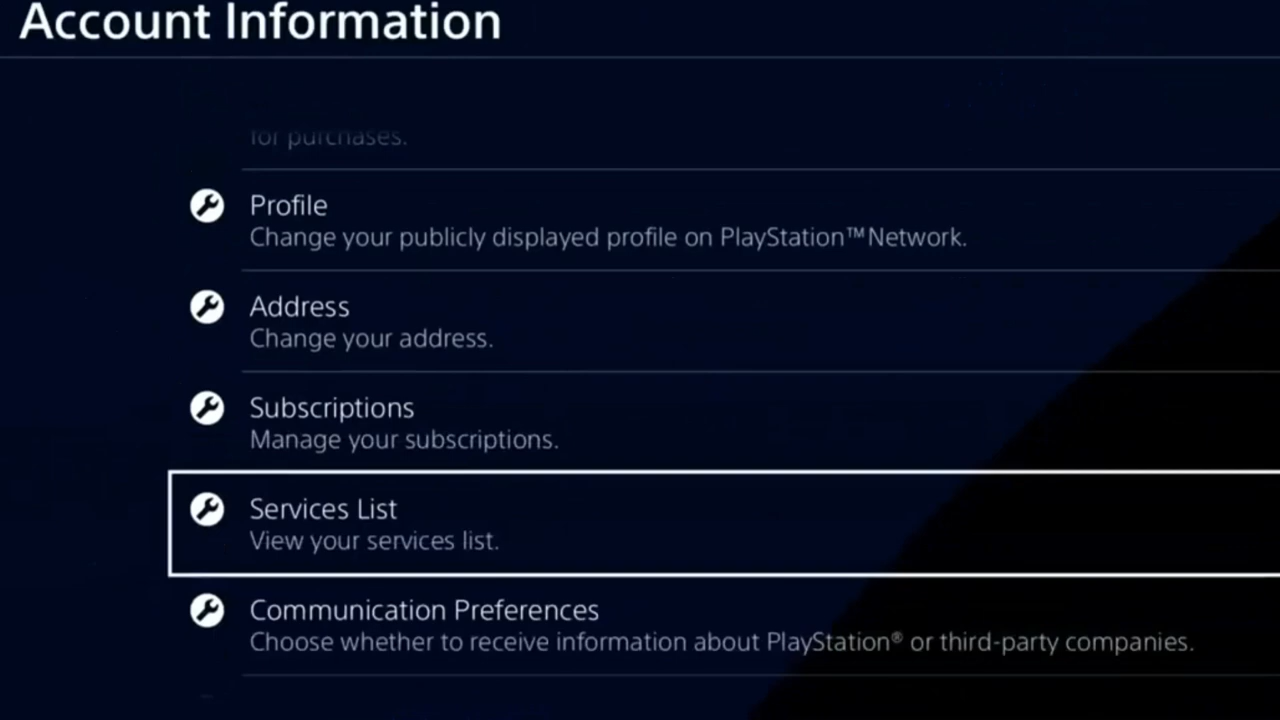 Account Information
for purchases.
Profile
Change your publicly displayed profile on PlayStation™Network.
Address
Change your address.
Subscriptions
Manage your subscriptions.
Services List
View your services list.
Communication Preferences
Choose whether to receive information about PlayStation® or third-party companies.